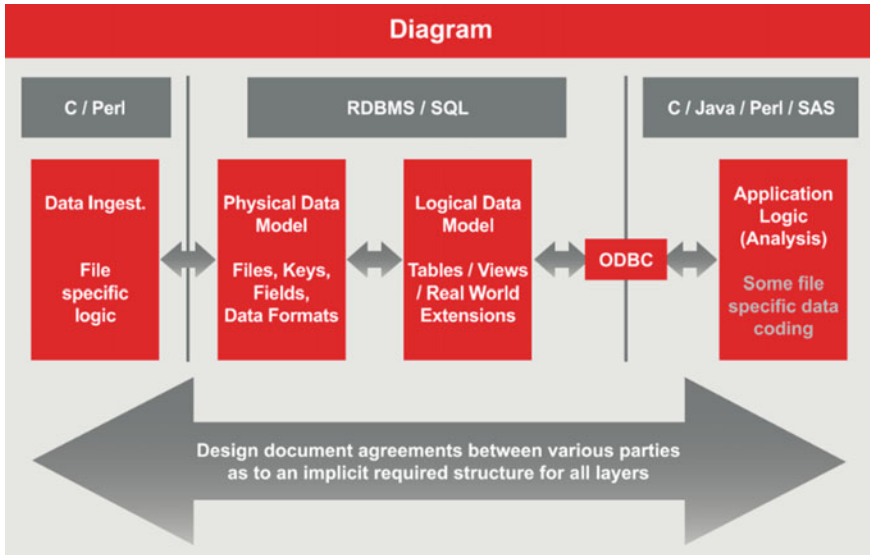 Diagram
C / Perl
RDBMS / SQL
C / Java / Perl / SAS
Data Ingest.
File
specific
logic
Physical Data
Model
Files, Keys,
Fields,
Data Formats
Logical Data
Model
Tables / Views
/ Real World
Extensions
ODBC
Application
Logic
(Analysis)
Some file
specific data
coding
Design document agreements between various parties
as to an implicit required structure for all layers